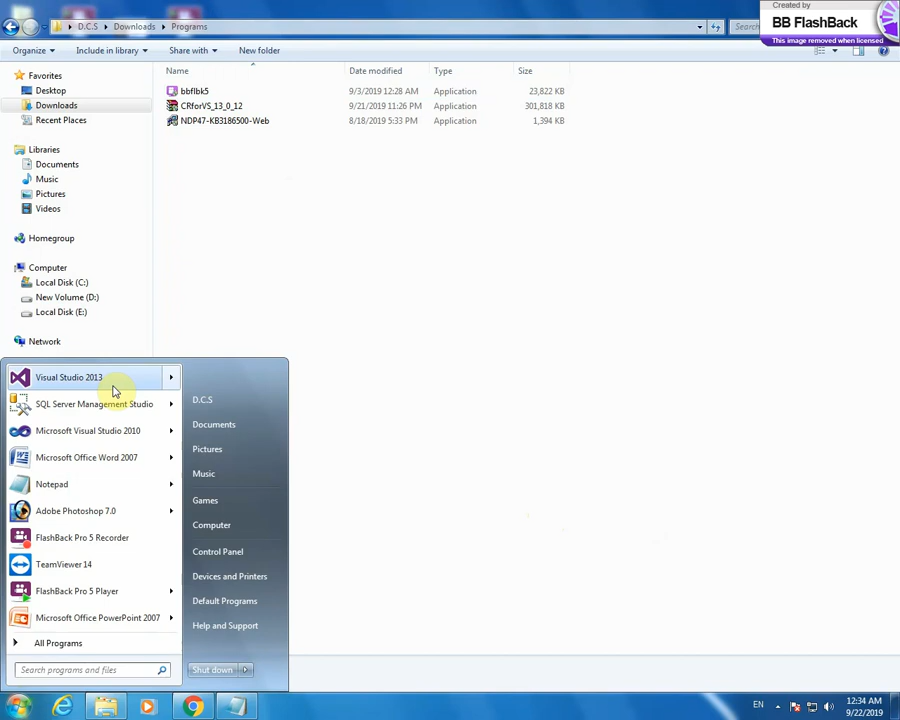 Created by
BB FlashBack
This image removed when licensed
D.C.S
Downloads
Programs
Organize
Include in library
Share with
New folder
Name
Date modified
Type
Size
Favorites
Desktop
Downloads
Recent Places
Libraries
Documents
Music
Pictures
Videos
Homegroup
Computer
Local Disk (C:)
New Volume (D:)
Local Disk (E:)
Network
bbflbk5 9/3/2019 12:28 AM Application 23,822 KB
CRforVS_13_0_12 9/21/2019 11:26 PM Application 301,818 KB
NDP47-KB3186500-Web 8/18/2019 5:33 PM Application 1,394 KB
Visual Studio 2013
SQL Server Management Studio
Microsoft Visual Studio 2010
Microsoft Office Word 2007
Notepad
Adobe Photoshop 7.0
FlashBack Pro 5 Recorder
TeamViewer 14
FlashBack Pro 5 Player
Microsoft Office PowerPoint 2007
All Programs
Search programs and files
D.C.S
Documents
Pictures
Music
Games
Computer
Control Panel
Devices and Printers
Default Programs
Help and Support
Shut down
EN
12:34 AM
9/22/2019